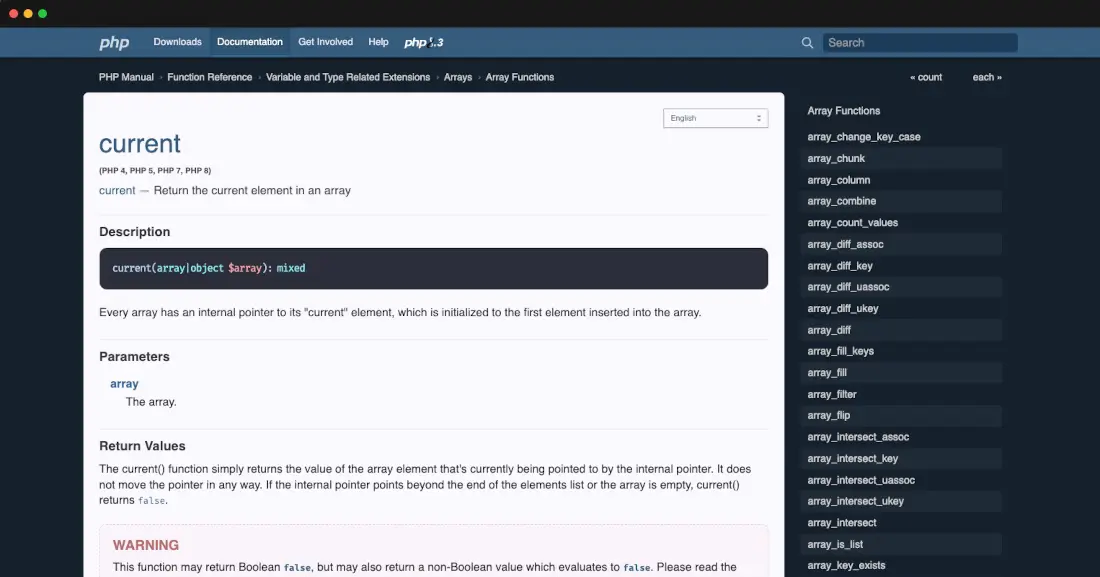 php Downloads Documentation Get Involved Help php8.3 Search
PHP Manual › Function Reference › Variable and Type Related Extensions › Arrays › Array Functions
« count each »
English
current
(PHP 4, PHP 5, PHP 7, PHP 8)
current — Return the current element in an array
Description
current(array|object $array): mixed
Every array has an internal pointer to its "current" element, which is initialized to the first element inserted into the array.
Parameters
array
The array.
Return Values
The current() function simply returns the value of the array element that's currently being pointed to by the internal pointer. It does
not move the pointer in any way. If the internal pointer points beyond the end of the elements list or the array is empty, current()
returns false.
WARNING
This function may return Boolean false, but may also return a non-Boolean value which evaluates to false. Please read the
Array Functions
array_change_key_case
array_chunk
array_column
array_combine
array_count_values
array_diff_assoc
array_diff_key
array_diff_uassoc
array_diff_ukey
array_diff
array_fill_keys
array_fill
array_filter
array_flip
array_intersect_assoc
array_intersect_key
array_intersect_uassoc
array_intersect_ukey
array_intersect
array_is_list
array_key_exists